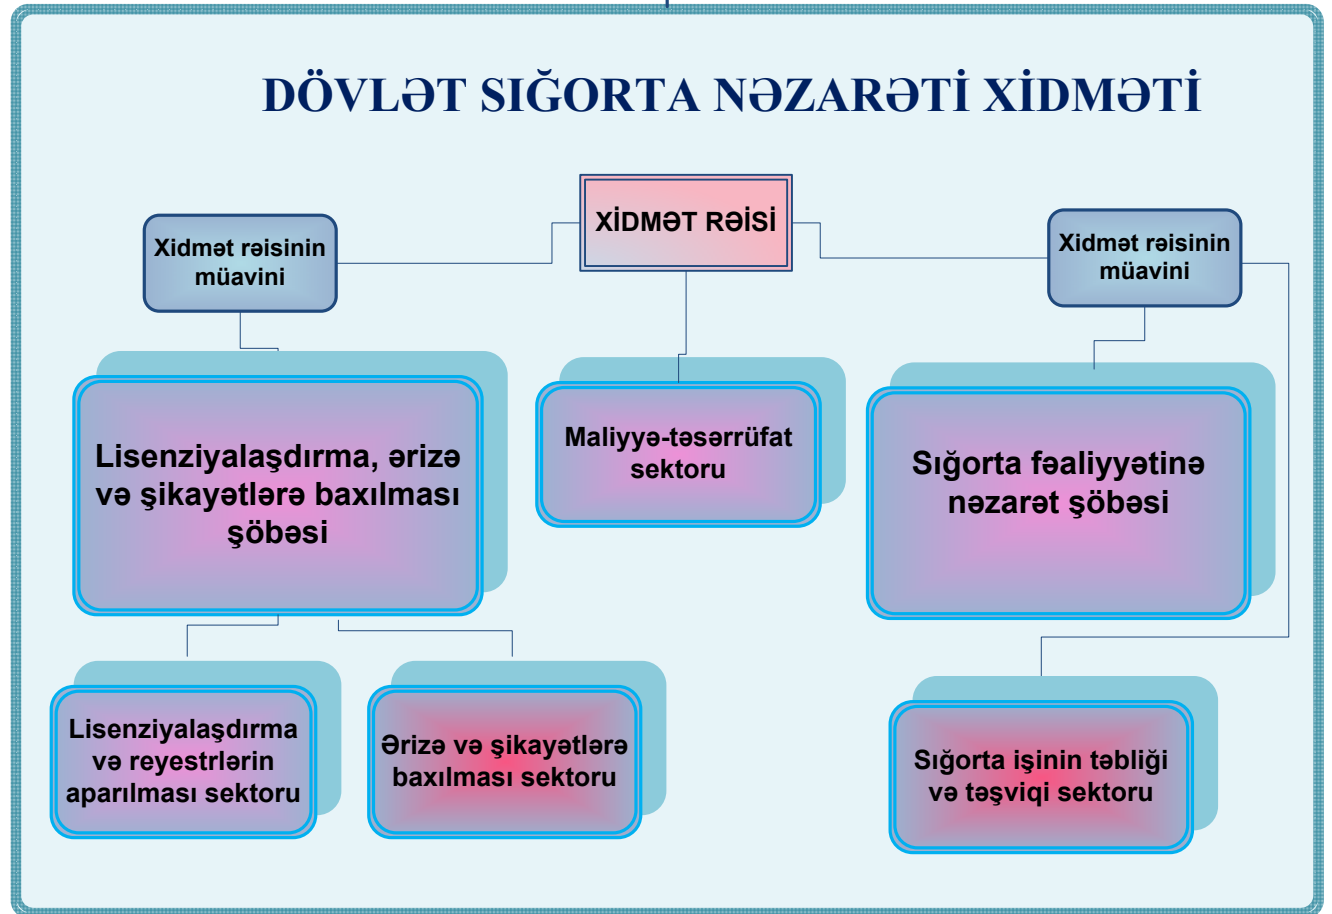 DÖVLƏT SIĞORTA NƏZARƏTİ XİDMƏTİ
XİDMƏT RƏİSİ
Xidmət rəisinin
müavini
Xidmət rəisinin
müavini
Lisenziyalaşdırma, ərizə
və şikayətlərə baxılması
şöbəsi
Maliyyə-təsərrüfat
sektoru
Sığorta fəaliyyətinə
nəzarət şöbəsi
Lisenziyalaşdırma
və reyestrlərin
aparılması sektoru
Ərizə və şikayətlərə
baxılması sektoru
Sığorta işinin təbliği
və təşviqi sektoru